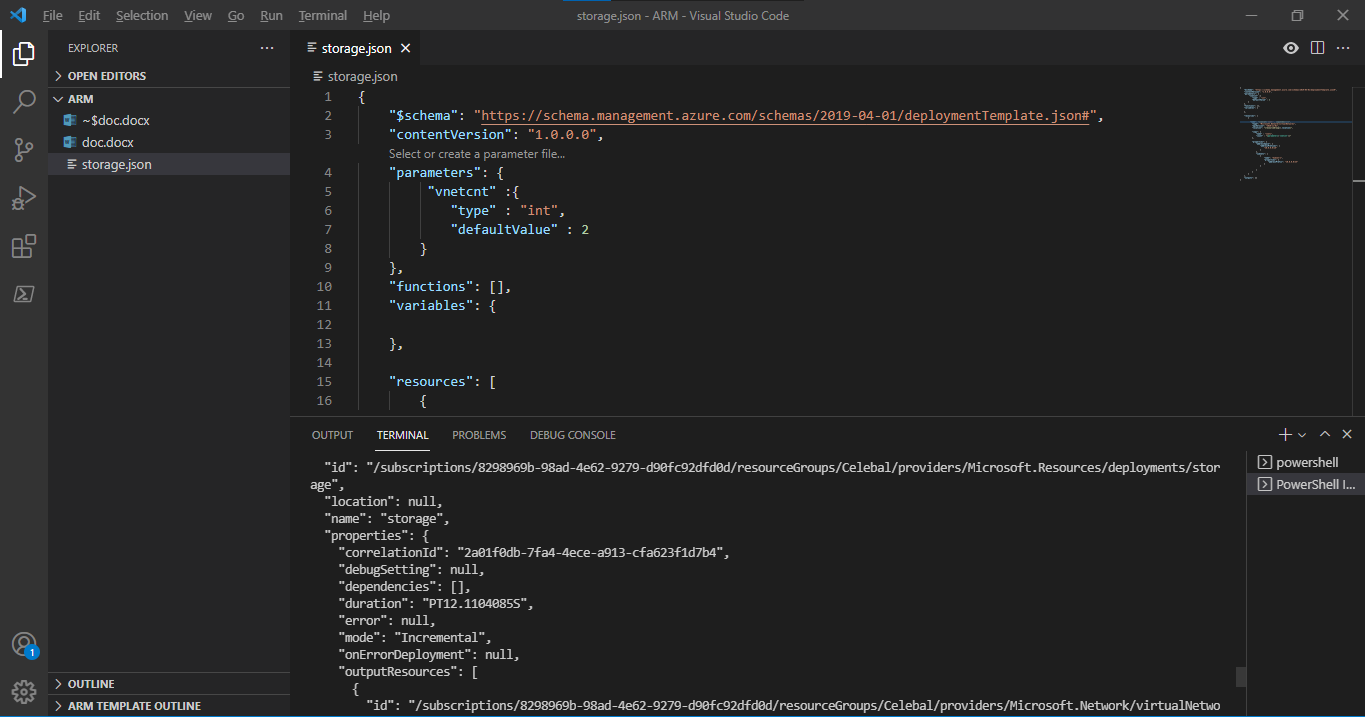 File Edit Selection View Go Run Terminal Help
storage.json - ARM - Visual Studio Code
EXPLORER
OPEN EDITORS
ARM
~$doc.docx
doc.docx
storage.json
OUTLINE
ARM TEMPLATE OUTLINE
1
storage.json
storage.json
1 {
2 "$schema": "https://schema.management.azure.com/schemas/2019-04-01/deploymentTemplate.json#",
3 "contentVersion": "1.0.0.0",
Select or create a parameter file...
4 "parameters": {
5 "vnetcnt" :{
6 "type" : "int",
7 "defaultValue" : 2
8 }
9 },
10 "functions": [],
11 "variables": {
12
13 },
14
15 "resources": [
16 {
OUTPUT TERMINAL PROBLEMS DEBUG CONSOLE
"id": "/subscriptions/8298969b-98ad-4e62-9279-d90fc92dfd0d/resourceGroups/Celebal/providers/Microsoft.Resources/deployments/stor
age",
"location": null,
"name": "storage",
"properties": {
"correlationId": "2a01f0db-7fa4-4ece-a913-cfa623f1d7b4",
"debugSetting": null,
"dependencies": [],
"duration": "PT12.1104085S",
"error": null,
"mode": "Incremental",
"onErrorDeployment": null,
"outputResources": [
{
"id": "/subscriptions/8298969b-98ad-4e62-9279-d90fc92dfd0d/resourceGroups/Celebal/providers/Microsoft.Network/virtualNetwo
powershell
PowerShell I...